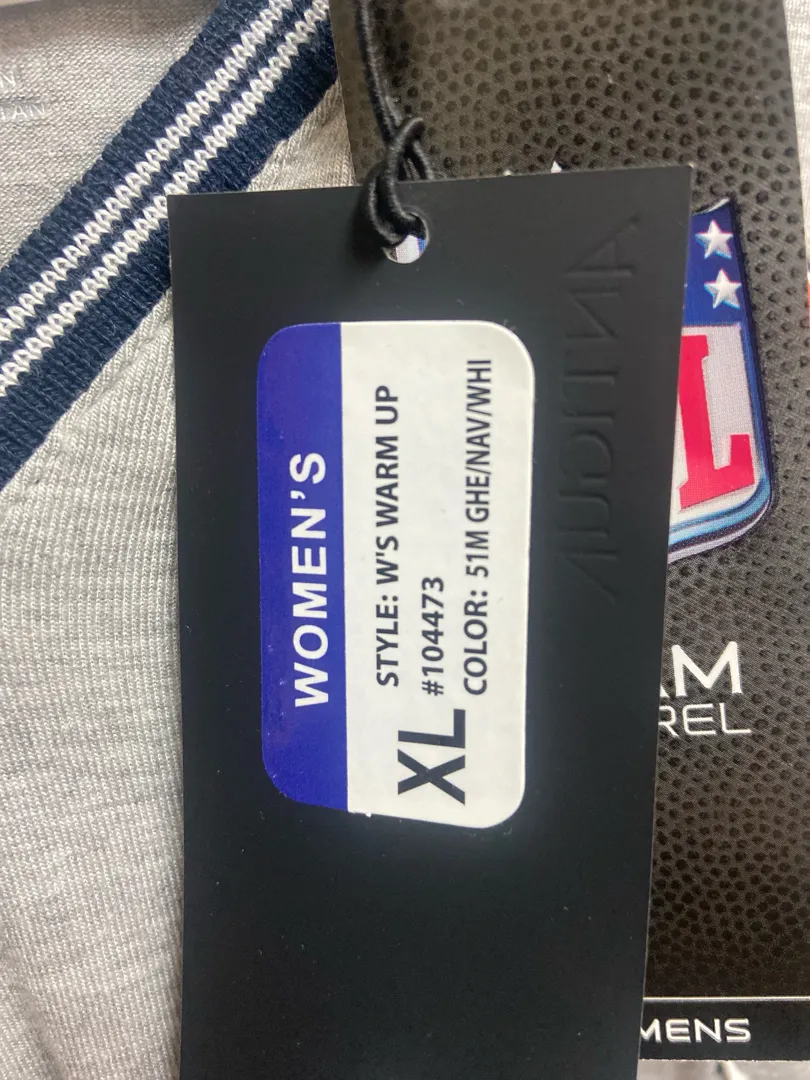 WOMEN'S
STYLE: W'S WARM UP
#104473
XL
COLOR: 51M GHE/NAV/WHI
ANTIGUA
L
AM
REL
MENS